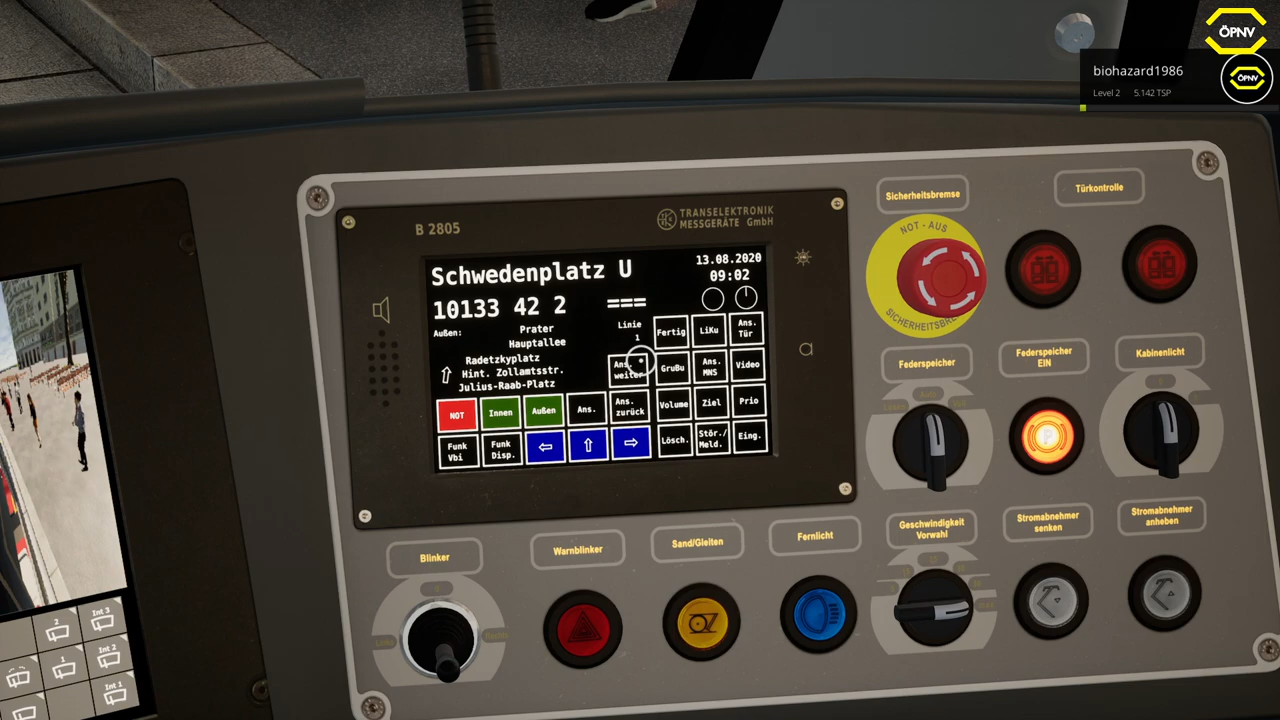 ÖPNV
biohazard1986
ÖPNV
Level 2 5.142 TSP
Sicherheitsbremse
Türkontrolle
NOT - AUS
B 2805
TRANSELEKTRONIK
MESSGERÄTE GmbH
Schwedenplatz U
13.08.2020
09:02
10133 42 2 ===
Außen:
Prater
Hauptallee
Linie
1
Radetzkyplatz
Hint. Zollamtsstr.
Julius-Raab-Platz
Fertig
LiKu
Ans.
Tür
Ans.
weiter
GruBu
Ans.
MNS
Video
NOT
Innen
Außen
Ans.
Ans.
zurück
Volume
Ziel
Prio
Funk
Vbi
Funk
Disp.
Lösch.
Stör./
Meld.
Eing.
Federspeicher
Federspeicher
EIN
Kabinenlicht
P
Blinker
Warnblinker
Sand/Gleiten
Fernlicht
Geschwindigkeit
Vorwahl
Stromabnehmer
senken
Stromabnehmer
anheben
Links
2
Int 3
1
Int 2
Int 1